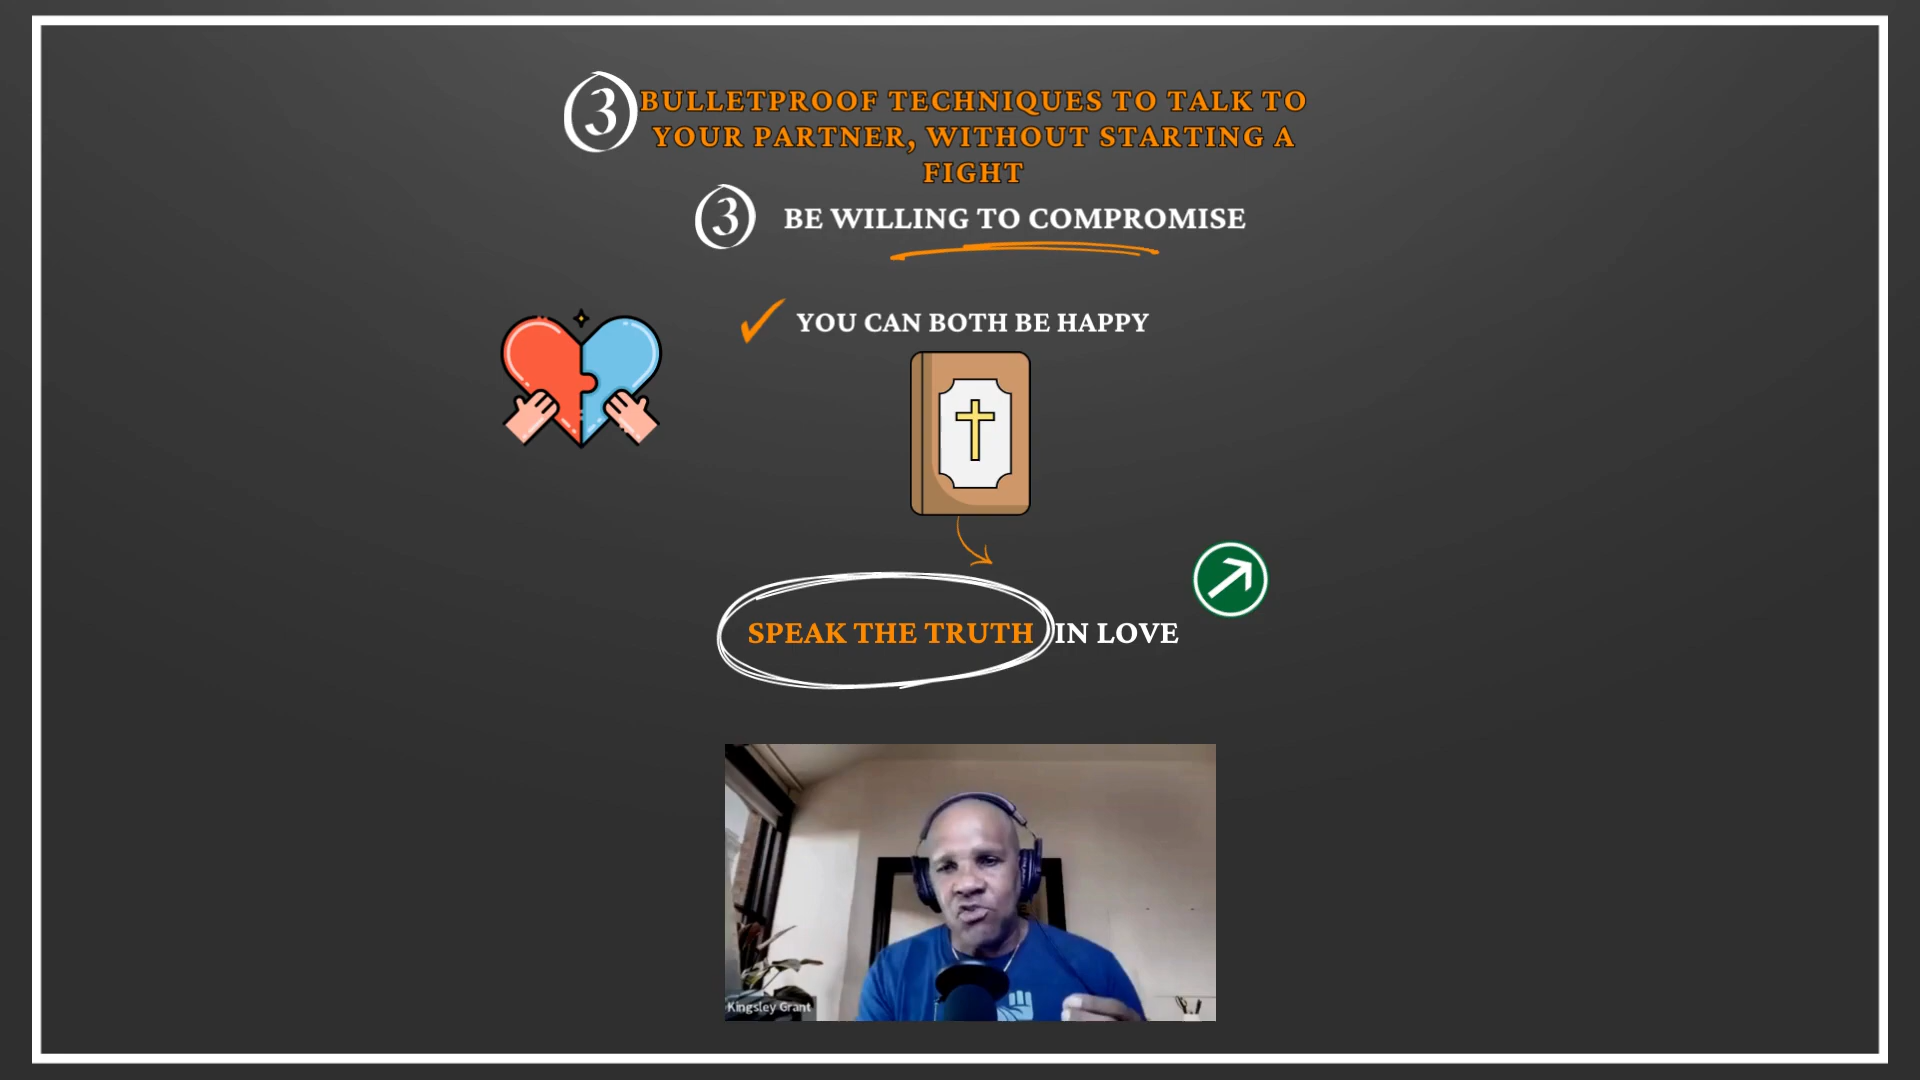 3 BULLETPROOF TECHNIQUES TO TALK TO
YOUR PARTNER, WITHOUT STARTING A
FIGHT
3 BE WILLING TO COMPROMISE
YOU CAN BOTH BE HAPPY
SPEAK THE TRUTH IN LOVE
Kingsley Grant